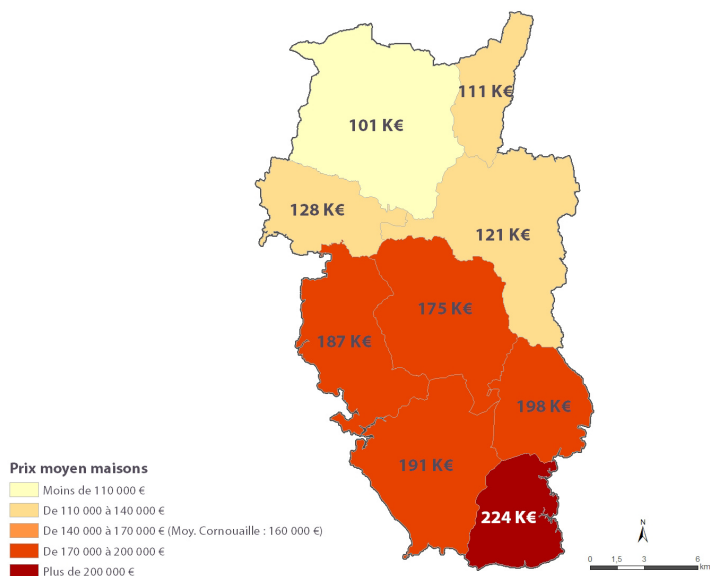 111 K€
101 K€
128 K€
121 K€
175 K€
187 K€
198 K€
191 K€
224 K€
Prix moyen maisons
Moins de 110 000 €
De 110 000 à 140 000 €
De 140 000 à 170 000 € (Moy. Cornouaille : 160 000 €)
De 170 000 à 200 000 €
Plus de 200 000 €
N
0 1,5 3 6
km